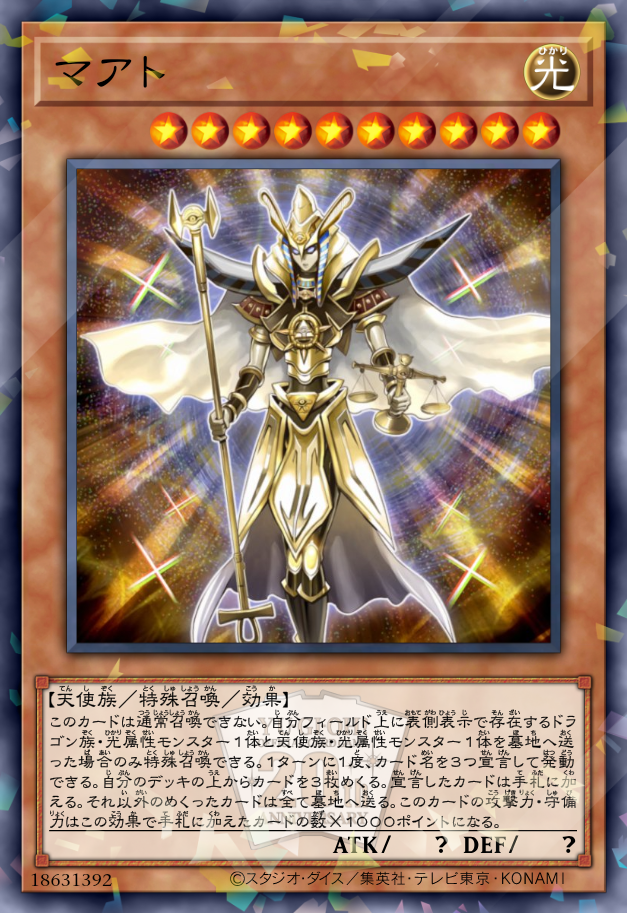 マアト
光
【天使族／特殊召喚／効果】
このカードは通常召喚できない。自分フィールド上に表側表示で存在するドラ
ゴン族・光属性モンスター１体と天使族・光属性モンスター１体を墓地へ送
った場合のみ特殊召喚できる。１ターンに１度、カード名を３つ宣言して発動
できる。自分のデッキの上からカードを３枚めくる。宣言したカードは手札に加
える。それ以外のめくったカードは全て墓地へ送る。このカードの攻撃力・守備
力はこの効果で手札に加えたカードの数×１０００ポイントになる。
ATK/ ? DEF/ ?
18631392 ©スタジオ・ダイス／集英社・テレビ東京・KONAMI